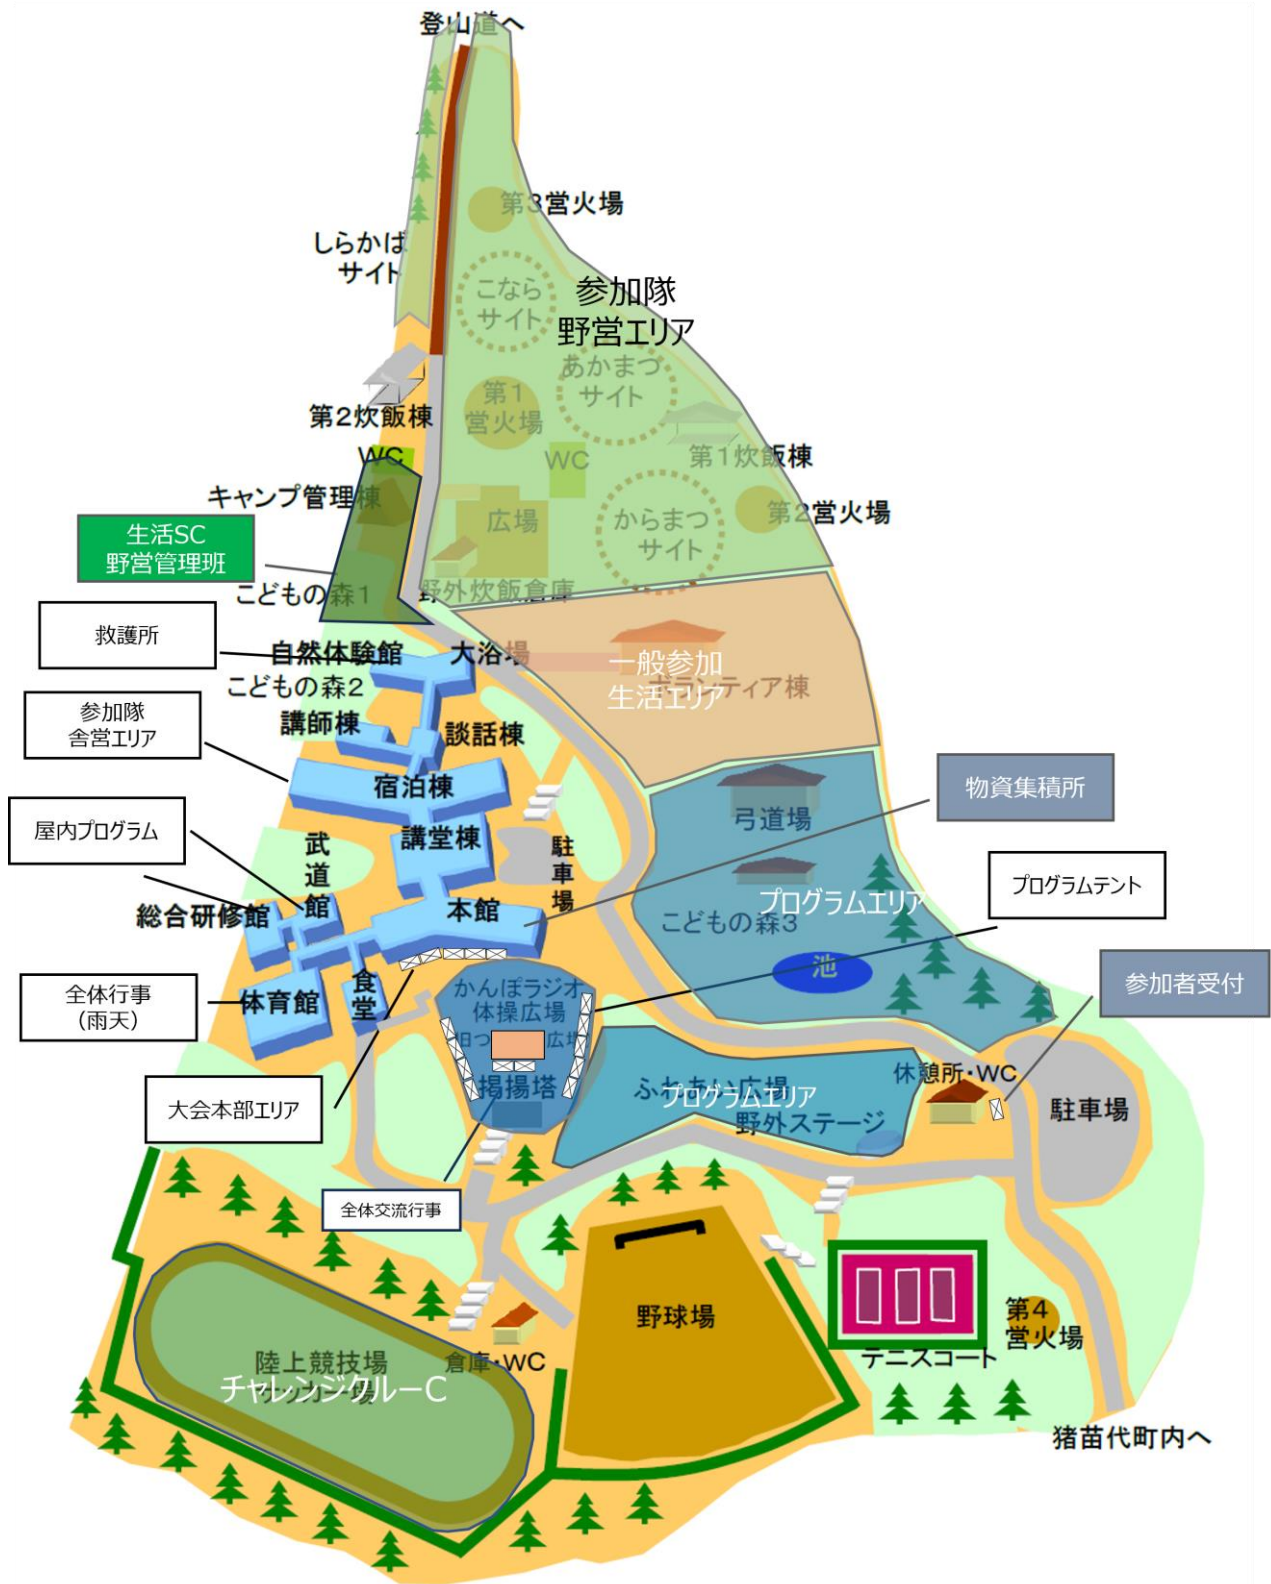 登山道へ
第3営火場
しらかば
サイト
こなら
サイト
参加隊
野営エリア
あかまつ
サイト
第1
営火場
第2炊飯棟
WC
WC
第1炊飯棟
キャンプ管理棟
広場
からまつ
サイト
第2営火場
生活SC
野営管理班
こどもの森1
野外炊飯倉庫
救護所
自然体験館
大浴場
一般参加
生活エリア
ボランティア棟
こどもの森2
参加隊
舎営エリア
講師棟
談話棟
宿泊棟
物資集積所
屋内プログラム
武道館
講堂棟
駐車場
弓道場
プログラムテント
プログラムエリア
こどもの森3
総合研修館
本館
池
参加者受付
全体行事
(雨天)
体育館
食堂
かんぽラジオ
体操広場
広場
掲揚塔
大会本部エリア
ふれあい広場
プログラムエリア
野外ステージ
休憩所・WC
駐車場
全体交流行事
野球場
第4
営火場
テニスコート
倉庫・WC
陸上競技場
チャレンジクルーC
猪苗代町内へ